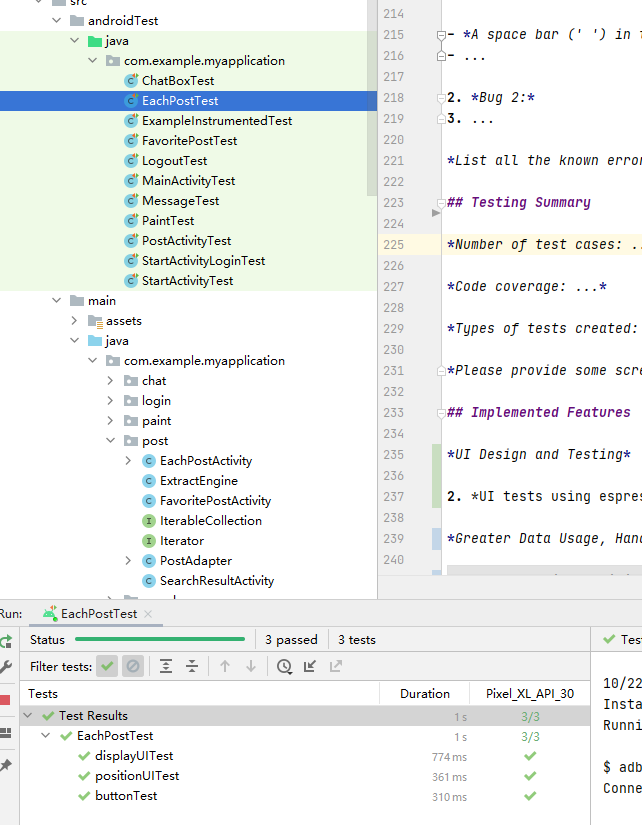 src
androidTest
java
com.example.myapplication
ChatBoxTest
EachPostTest
ExampleInstrumentedTest
FavoritePostTest
LogoutTest
MainActivityTest
MessageTest
PaintTest
PostActivityTest
StartActivityLoginTest
StartActivityTest
main
assets
java
com.example.myapplication
chat
login
paint
post
EachPostActivity
ExtractEngine
FavoritePostActivity
IterableCollection
Iterator
PostAdapter
SearchResultActivity
214
215 - *A space bar (' ') in
216 - ...
217
218 2. *Bug 2:*
219 3. ...
220
221 *List all the known error
222
223 ## Testing Summary
224
225 *Number of test cases: ..
226
227 *Code coverage: ...*
228
229 *Types of tests created:
230
231 *Please provide some scre
232
233 ## Implemented Features
234
235 *UI Design and Testing*
236
237 2. *UI tests using espres
238
239 *Greater Data Usage, Hand
240
Run: EachPostTest
Status 3 passed 3 tests
Filter tests:
Tests Duration Pixel_XL_API_30
Test Results 1 s 3/3
EachPostTest 1 s 3/3
displayUITest 774 ms
positionUITest 361 ms
buttonTest 310 ms
Tes
10/22
Insta
Runni
$ adb
Conne